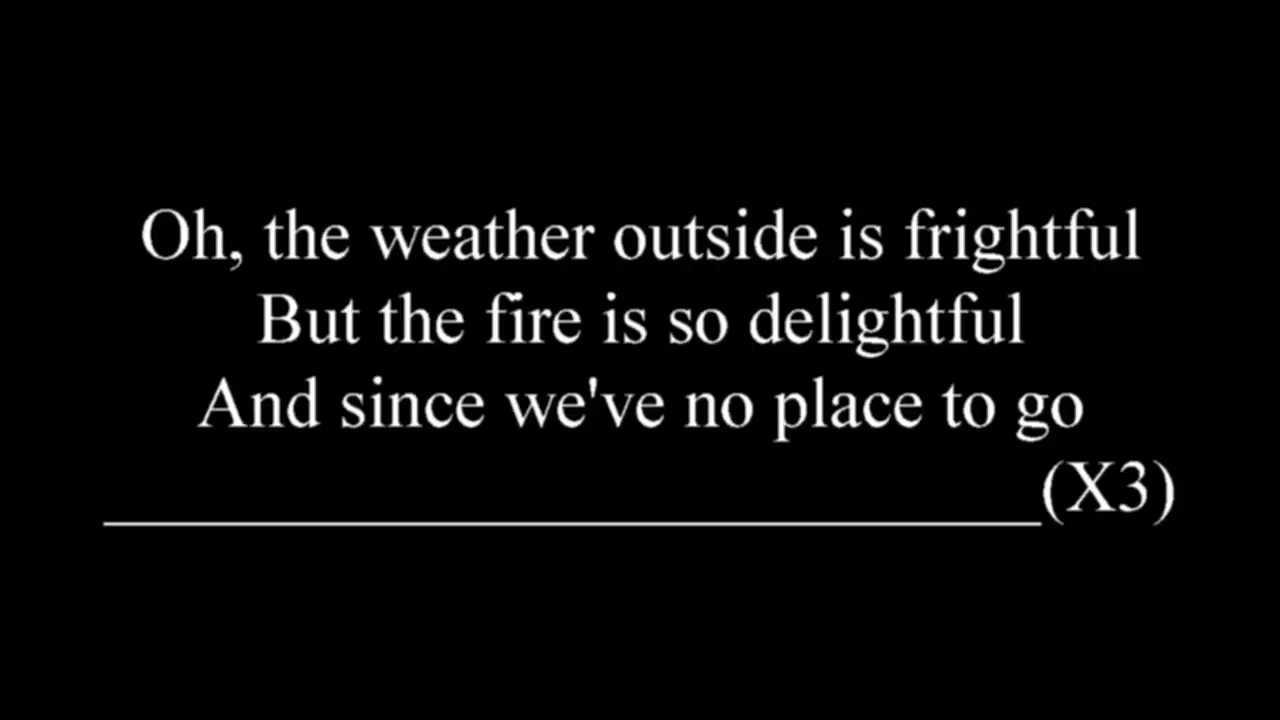 Oh, the weather outside is frightful
But the fire is so delightful
And since we've no place to go
____________________________(X3)